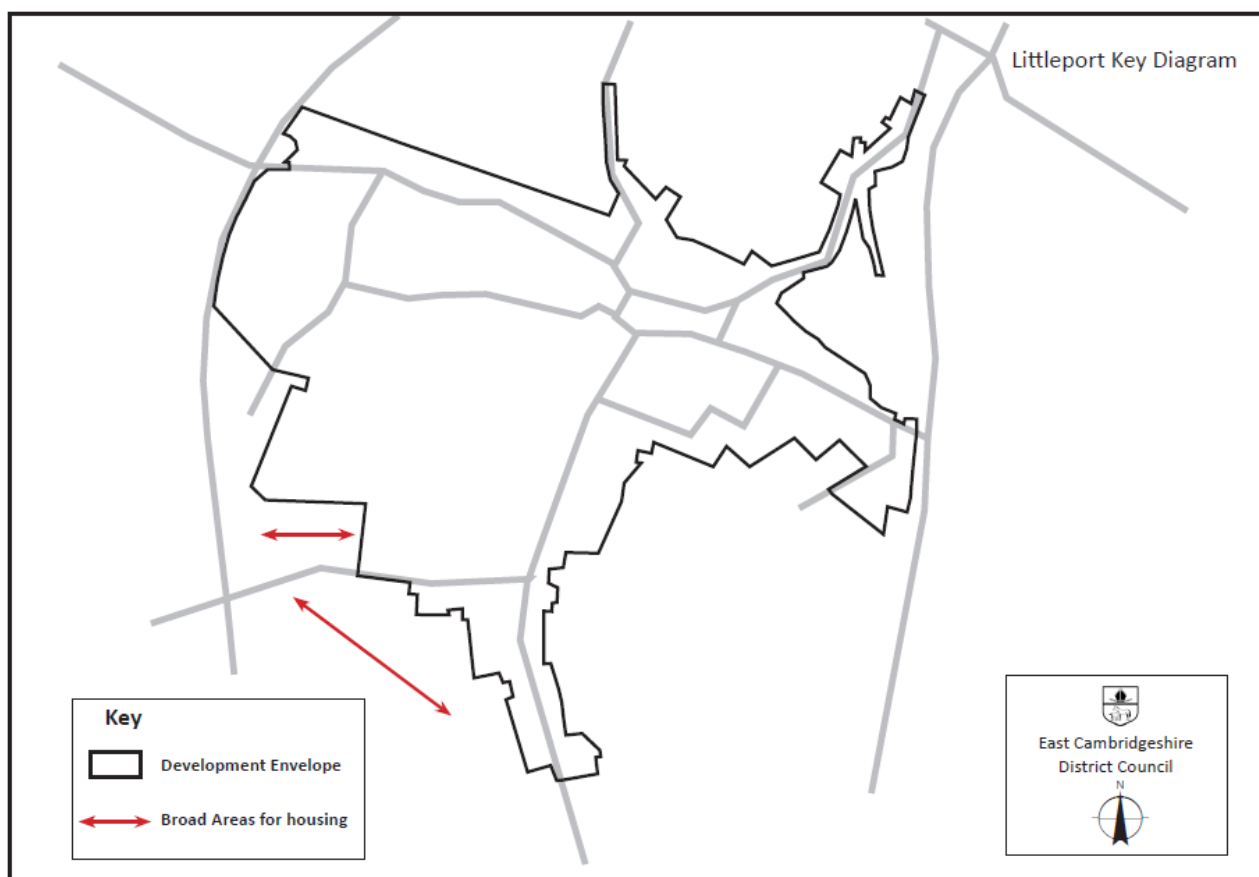 Littleport Key Diagram
Key
Development Envelope
Broad Areas for housing
East Cambridgeshire
District Council
N